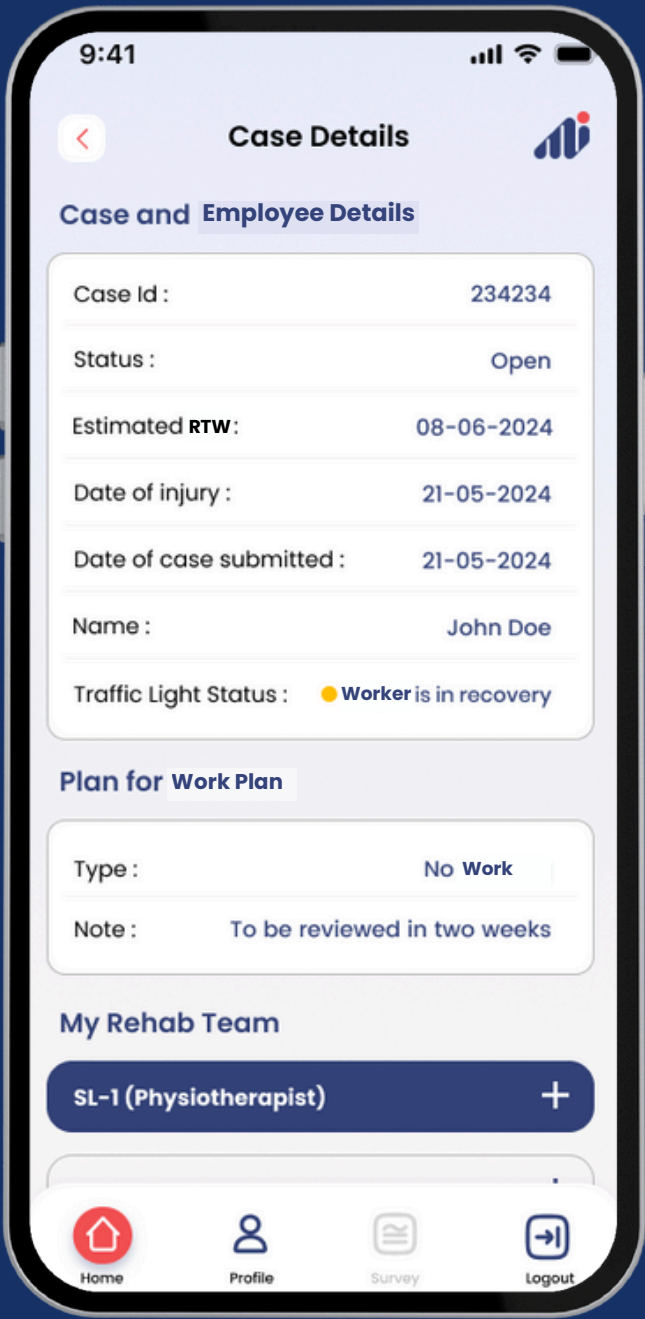 9:41
Case Details
Case and Employee Details
Case Id : 234234
Status : Open
Estimated RTW : 08-06-2024
Date of injury : 21-05-2024
Date of case submitted : 21-05-2024
Name : John Doe
Traffic Light Status : Worker is in recovery
Plan for Work Plan
Type : No Work
Note : To be reviewed in two weeks
My Rehab Team
SL-1 (Physiotherapist) +
Home Profile Survey Logout